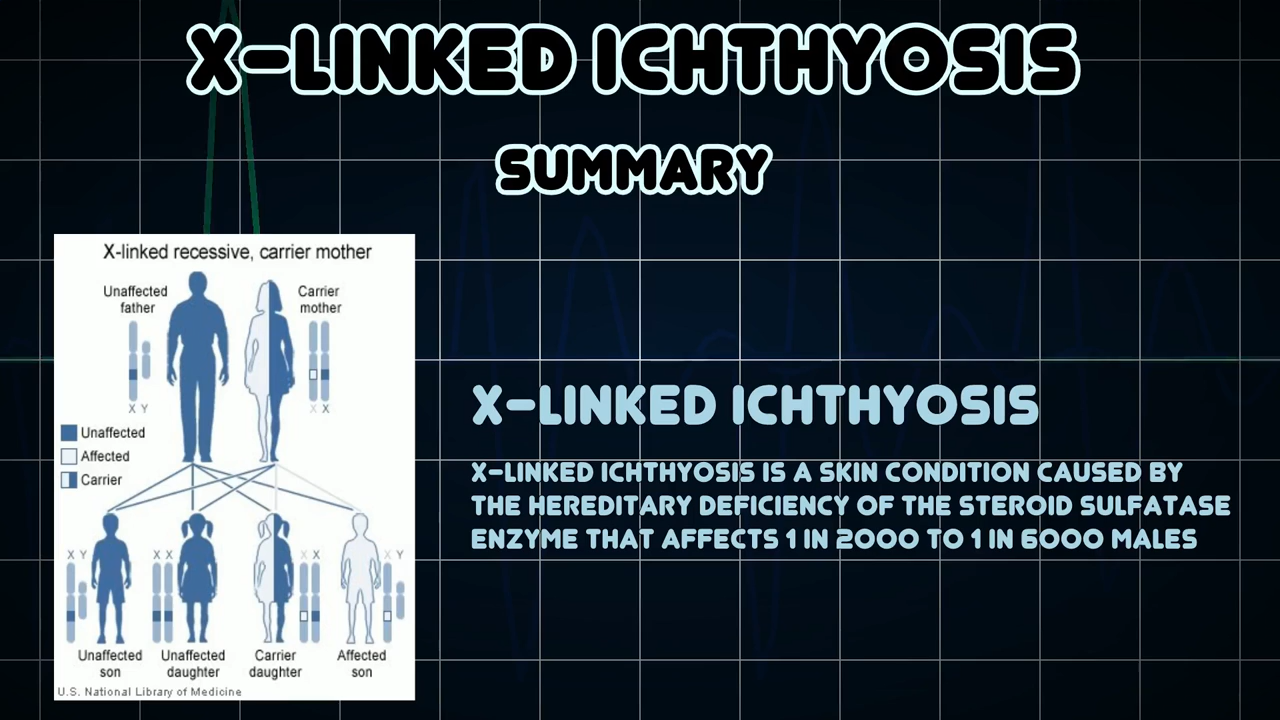 X-LINKED ICHTHYOSIS
SUMMARY
X-linked recessive, carrier mother
Unaffected
father
Carrier
mother
X Y
X X
Unaffected
Affected
Carrier
X Y
X X
X X
X Y
Unaffected
son
Unaffected
daughter
Carrier
daughter
Affected
son
U.S. National Library of Medicine
X-LINKED ICHTHYOSIS
X-LINKED ICHTHYOSIS IS A SKIN CONDITION CAUSED BY
THE HEREDITARY DEFICIENCY OF THE STEROID SULFATASE
ENZYME THAT AFFECTS 1 IN 2000 TO 1 IN 6000 MALES